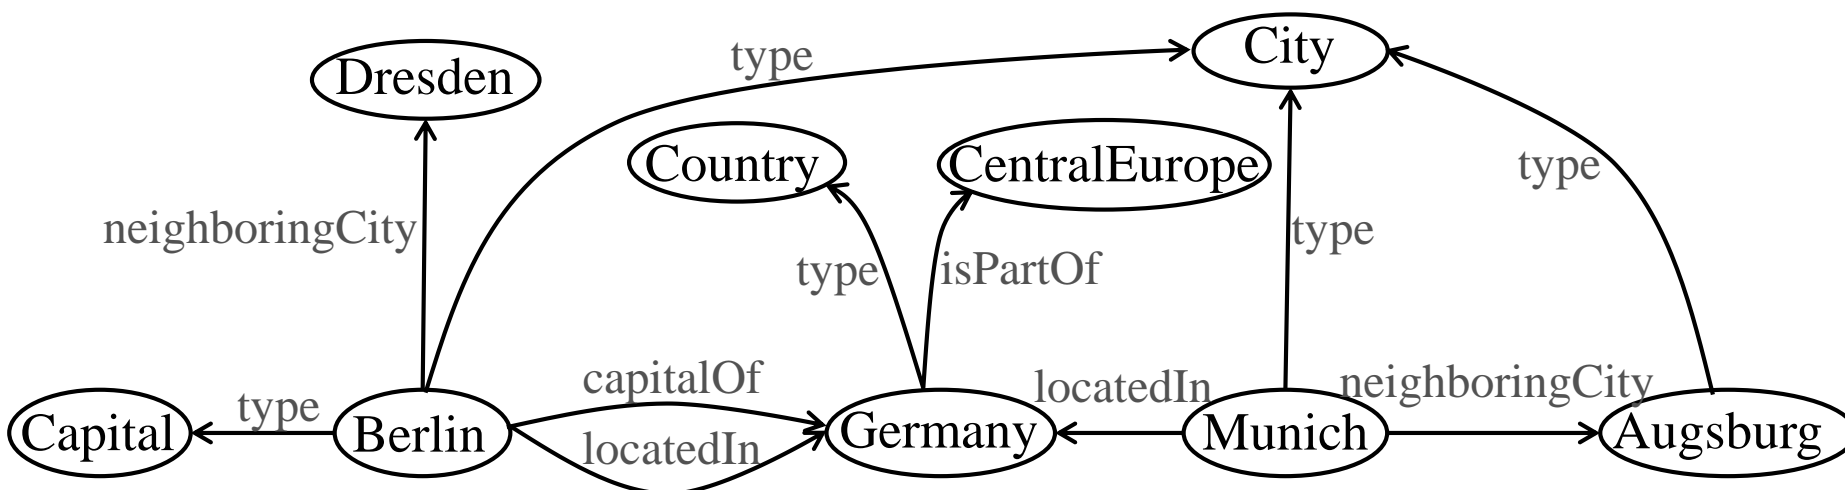 City
type
Dresden
Country
CentralEurope
type
neighboringCity
type
type
isPartOf
capitalOf
locatedIn
neighboringCity
type
Capital
Berlin
Germany
Munich
Augsburg
locatedIn